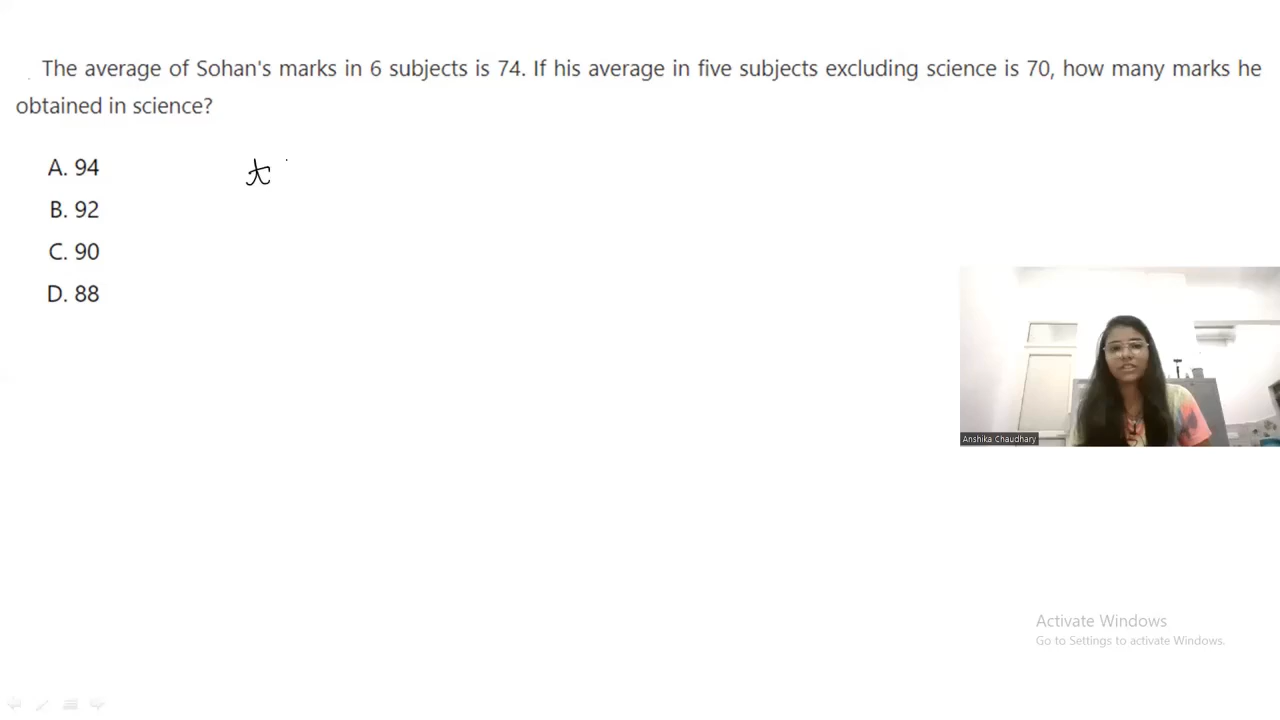 The average of Sohan's marks in 6 subjects is 74. If his average in five subjects excluding science is 70, how many marks he
obtained in science?
A. 94
x
B. 92
C. 90
D. 88
Anshika Chaudhary
Activate Windows
Go to Settings to activate Windows.